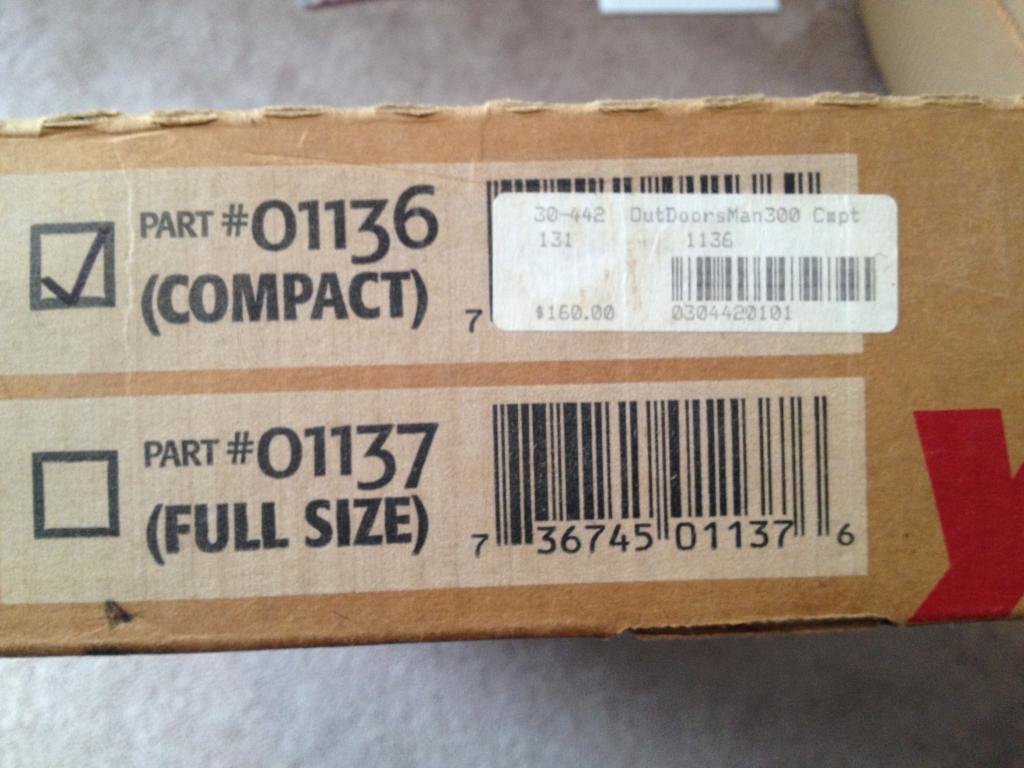 PART #01136
(COMPACT)
7
30-442 OutDoorsMan300 Cmpt
131 1136
$160.00 0304420101
PART #01137
(FULL SIZE)
7 36745 01137 6